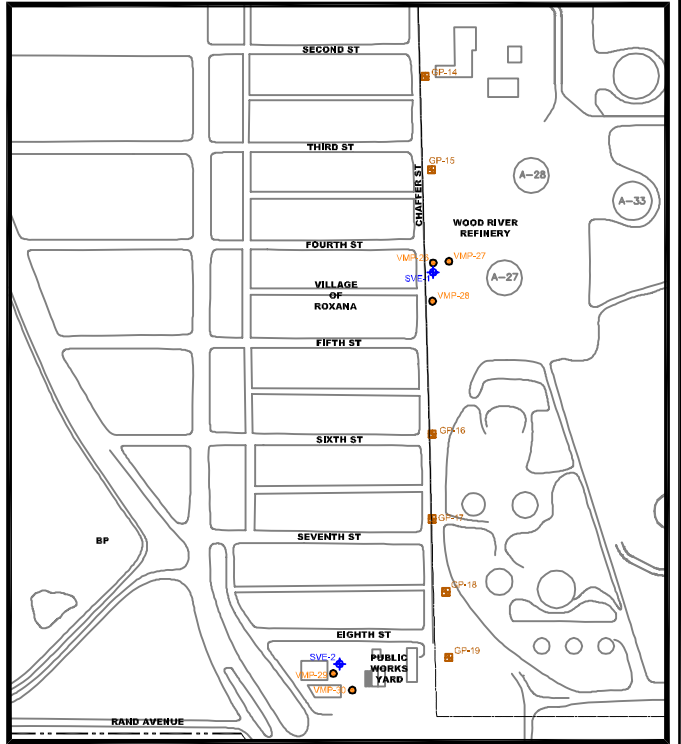 SECOND ST
GP-14
THIRD ST
GP-15
CHAFFER ST
A-28
A-33
WOOD RIVER
REFINERY
FOURTH ST
VMP-27
SVE-1
A-27
VILLAGE
OF
ROXANA
VMP-28
FIFTH ST
GP-16
SIXTH ST
GP-17
SEVENTH ST
BP
GP-18
EIGHTH ST
GP-19
SVE-2
PUBLIC
WORKS
YARD
VMP-29
VMP-30
RAND AVENUE